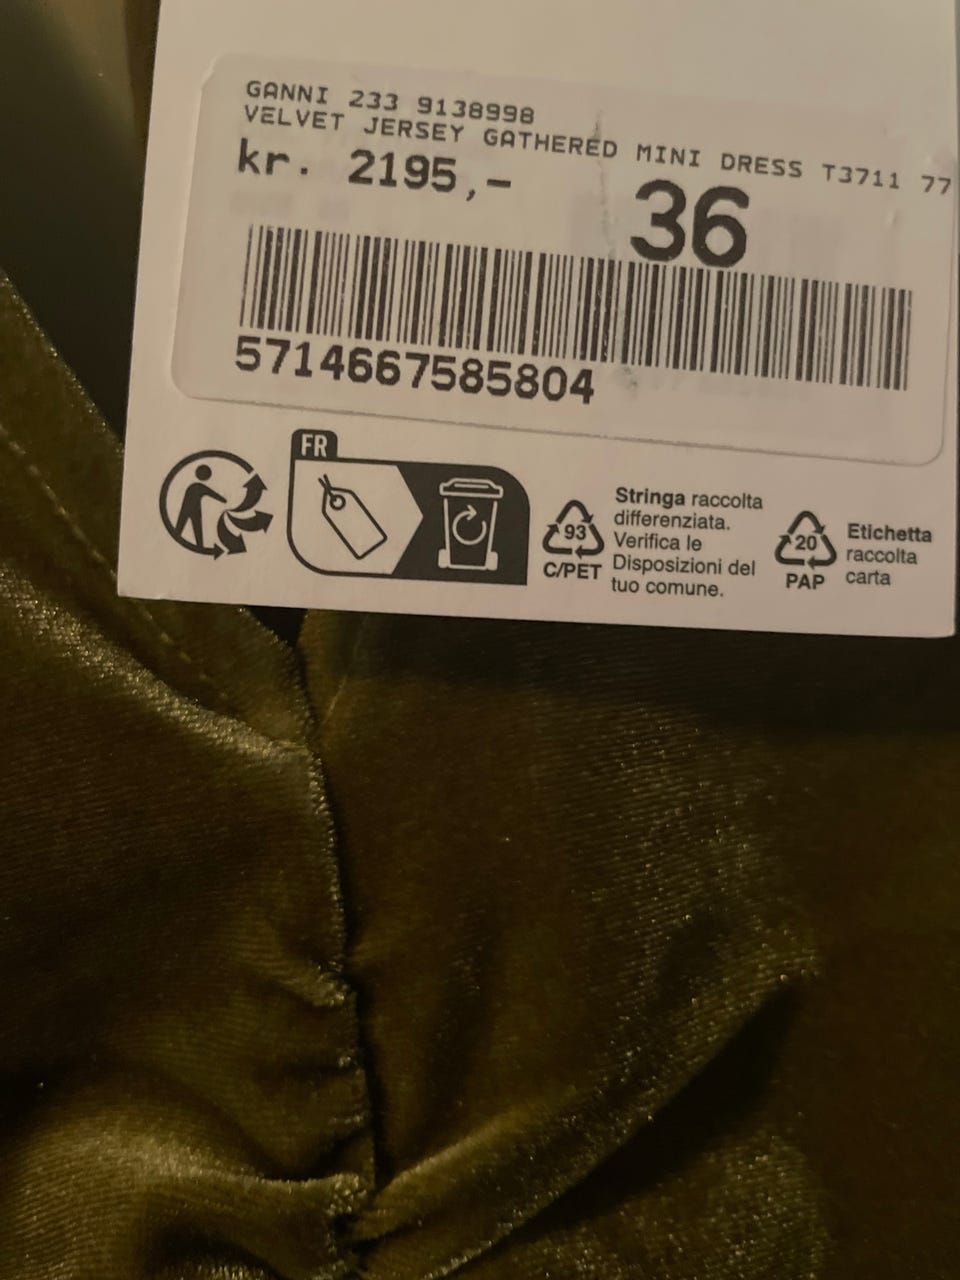 GANNI 233 9138998
VELVET JERSEY GATHERED MINI DRESS T3711 77
kr. 2195,-
36
5714667585804
FR
93
C/PET
Stringa raccolta
differenziata.
Verifica le
Disposizioni del
tuo comune.
20
PAP
Etichetta
raccolta
carta